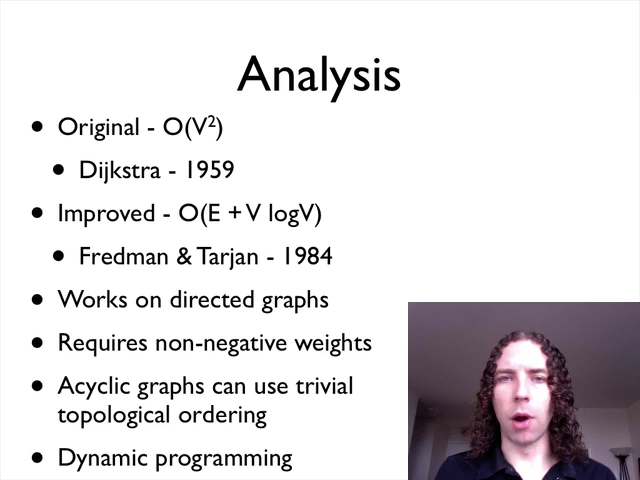 Analysis
• Original - O(V²)
• Dijkstra - 1959
• Improved - O(E + V logV)
• Fredman & Tarjan - 1984
• Works on directed graphs
• Requires non-negative weights
• Acyclic graphs can use trivial
topological ordering
• Dynamic programming